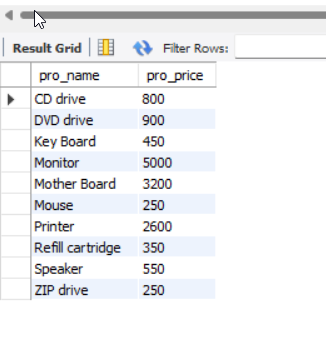 Result Grid Filter Rows:
pro_name pro_price
CD drive 800
DVD drive 900
Key Board 450
Monitor 5000
Mother Board 3200
Mouse 250
Printer 2600
Refill cartridge 350
Speaker 550
ZIP drive 250